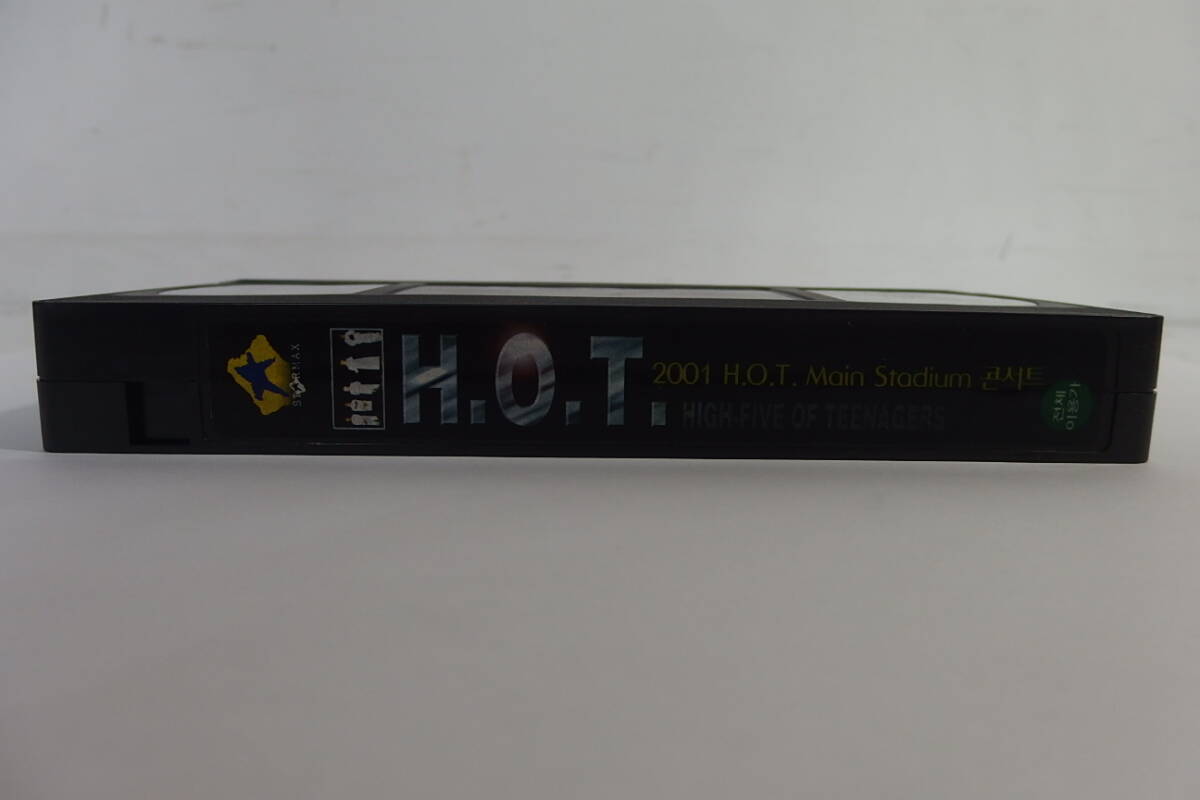 STARMAX
H.O.T.
2001 H.O.T. Main Stadium 콘서트
HIGH-FIVE OF TEENAGERS
전체
이용가